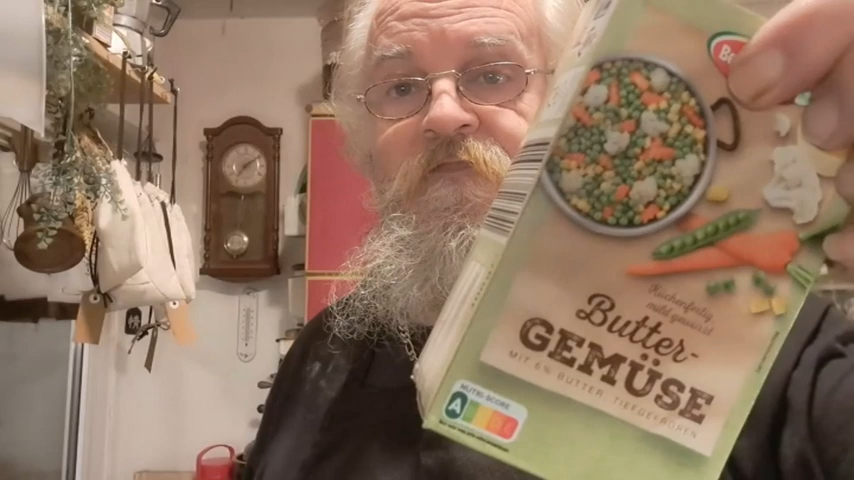 Küchenfertig
mild gewürzt
Butter-
GEMÜSE
MIT 6% BUTTER, TIEFGEFROREN
NUTRI-SCORE
A